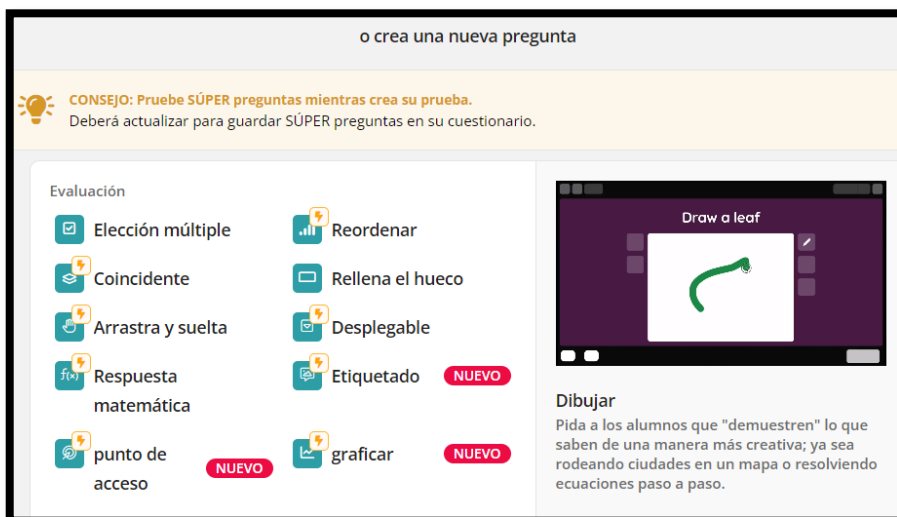 o crea una nueva pregunta
CONSEJO: Pruebe SÚPER preguntas mientras crea su prueba.
Deberá actualizar para guardar SÚPER preguntas en su cuestionario.
Evaluación
Elección múltiple
Reordenar
Coincidente
Rellena el hueco
Arrastra y suelta
Desplegable
f(x) Respuesta
matemática
Etiquetado NUEVO
punto de
acceso NUEVO
graficar NUEVO
Draw a leaf
Dibujar
Pida a los alumnos que "demuestren" lo que
saben de una manera más creativa; ya sea
rodeando ciudades en un mapa o resolviendo
ecuaciones paso a paso.